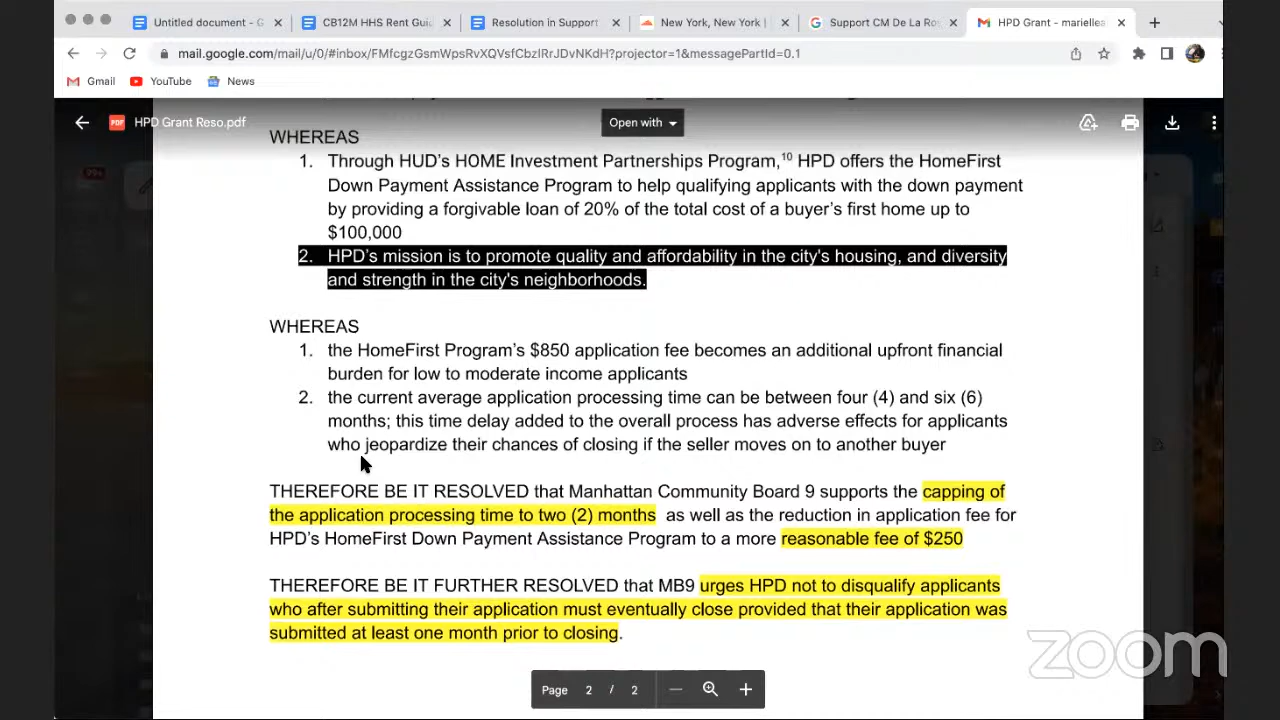 Untitled document - G
CB12M HHS Rent Guid
Resolution in Support
New York, New York |
Support CM De La Ros
HPD Grant - marielleal
mail.google.com/mail/u/0/#inbox/FMfcgzGsmWpsRvXQVsfCbzlRrJDvNKdH?projector=1&messagePartId=0.1
Gmail
YouTube
News
PDF
HPD Grant Reso.pdf
Open with
WHEREAS
1. Through HUD's HOME Investment Partnerships Program,10 HPD offers the HomeFirst
Down Payment Assistance Program to help qualifying applicants with the down payment
by providing a forgivable loan of 20% of the total cost of a buyer's first home up to
$100,000
2. HPD's mission is to promote quality and affordability in the city's housing, and diversity
and strength in the city's neighborhoods.
WHEREAS
1. the HomeFirst Program's $850 application fee becomes an additional upfront financial
burden for low to moderate income applicants
2. the current average application processing time can be between four (4) and six (6)
months; this time delay added to the overall process has adverse effects for applicants
who jeopardize their chances of closing if the seller moves on to another buyer
THEREFORE BE IT RESOLVED that Manhattan Community Board 9 supports the capping of
the application processing time to two (2) months as well as the reduction in application fee for
HPD's HomeFirst Down Payment Assistance Program to a more reasonable fee of $250
THEREFORE BE IT FURTHER RESOLVED that MB9 urges HPD not to disqualify applicants
who after submitting their application must eventually close provided that their application was
submitted at least one month prior to closing.
zoom
Page 2 / 2